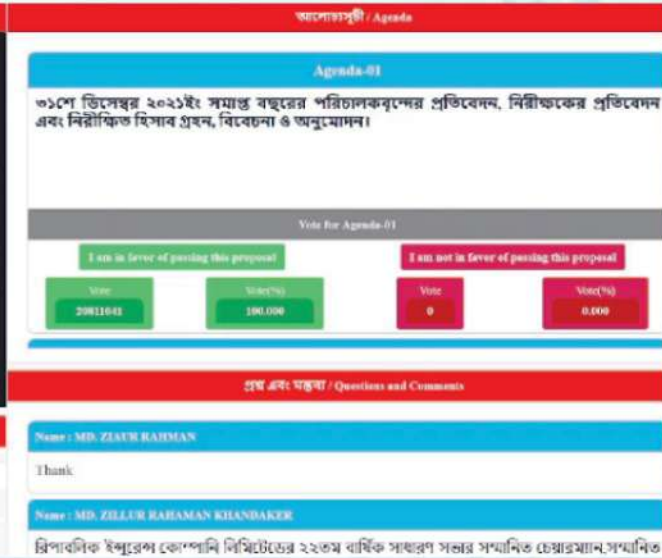 আলোচ্যসূচী / Agenda
Agenda-01
৩১শে ডিসেম্বর ২০২১ইং সমাপ্ত বছরের পরিচালকবৃন্দের প্রতিবেদন, নিরীক্ষকের প্রতিবেদন
এবং নিরীক্ষিত হিসাব গ্রহন, বিবেচনা ও অনুমোদন।
Vote for Agenda-01
I am in favor of passing this proposal
I am not in favor of passing this proposal
Vote
Vote(%)
Vote
Vote(%)
20811041
100.000
0
0.000
প্রশ্ন এবং মন্তব্য / Questions and Comments
Name : MD. ZIAUR RAHMAN
Thank
Name : MD. ZILLUR RAHAMAN KHANDAKER
রিপাবলিক ইন্সুরেন্স কোম্পানি লিমিটেডের ২২তম বার্ষিক সাধারণ সভার সম্মানিত চেয়ারম্যান,সম্মানিত